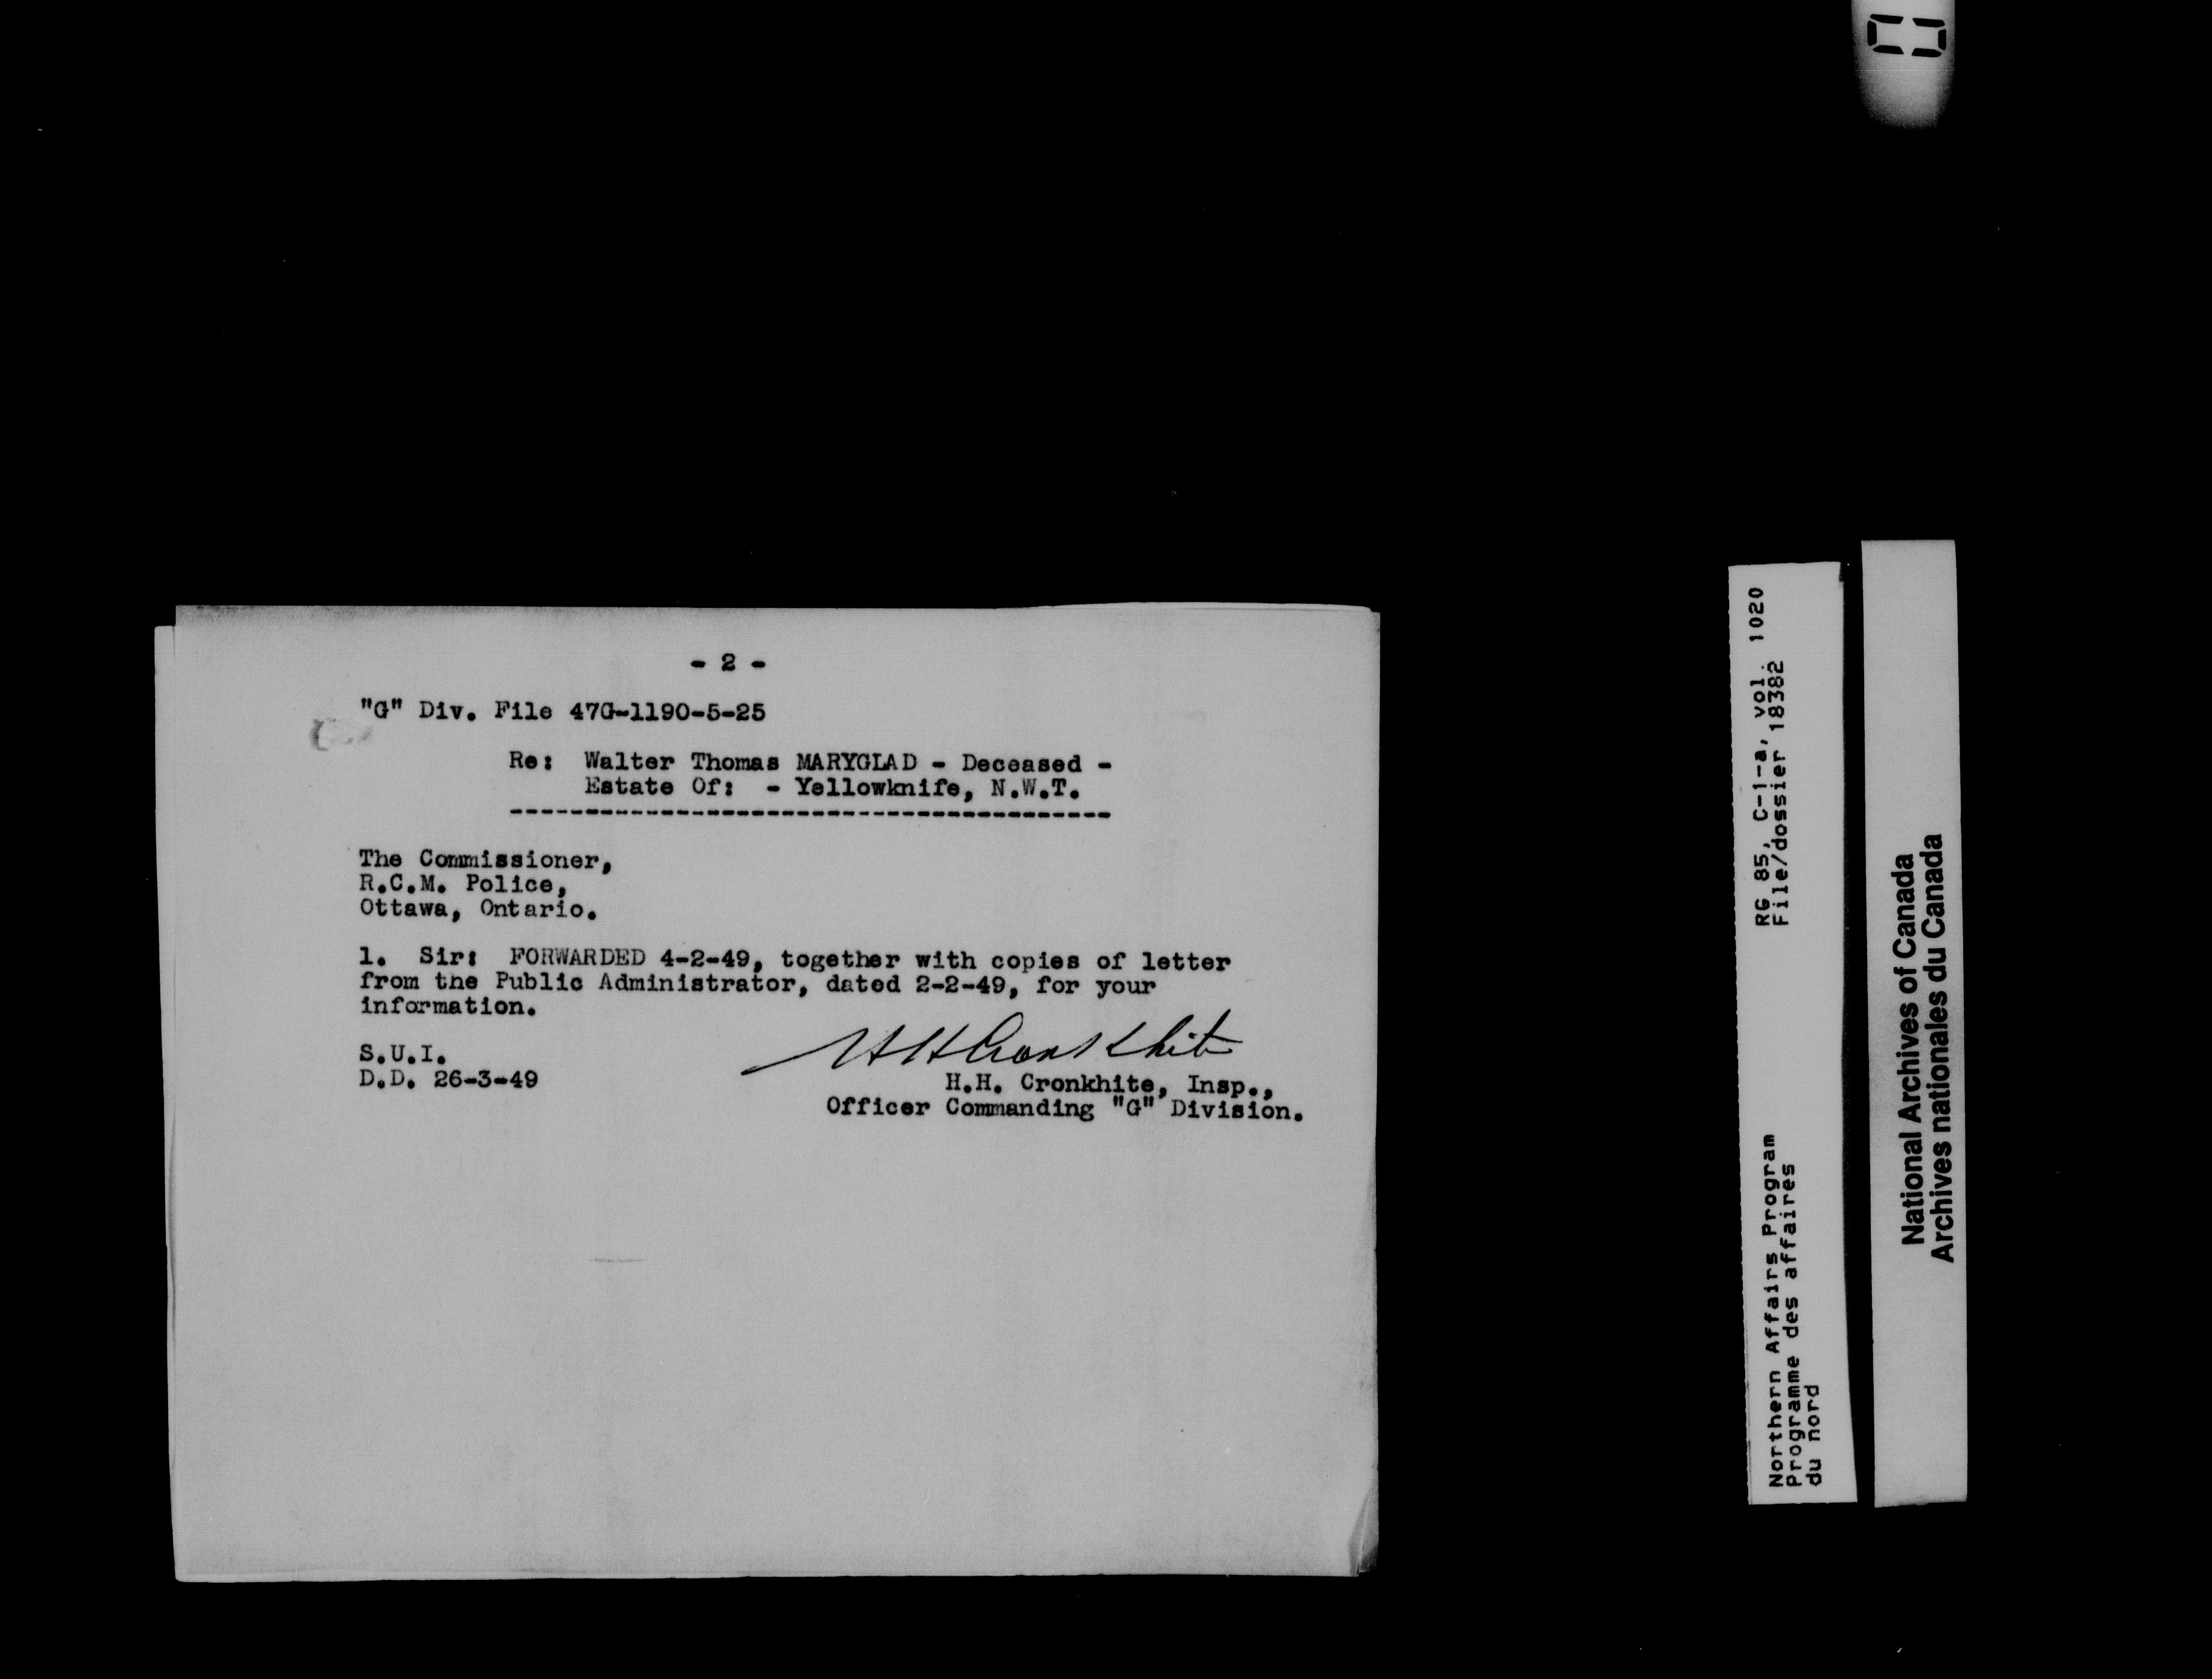 - 2 -
"G" Div. File 47G-1190-5-25
Re: Walter Thomas MARYGLAD - Deceased -
Estate Of: - Yellowknife, N.W.T.
----------------------------------------
The Commissioner,
R.C.M. Police,
Ottawa, Ontario.
1. Sir: FORWARDED 4-2-49, together with copies of letter
from the Public Administrator, dated 2-2-49, for your
information.
S.U.I.
D.D. 26-3-49
HHCronkhite
H.H. Cronkhite, Insp.,
Officer Commanding "G" Division.
RG 85, C-1-a, vol. 1020
File/dossier 18382
Northern Affairs Program
Programme des affaires
du nord
National Archives of Canada
Archives nationales du Canada